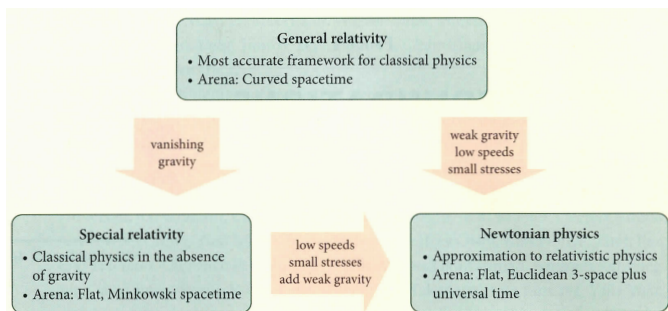 General relativity
• Most accurate framework for classical physics
• Arena: Curved spacetime
vanishing
gravity
weak gravity
low speeds
small stresses
Special relativity
• Classical physics in the absence
of gravity
• Arena: Flat, Minkowski spacetime
low speeds
small stresses
add weak gravity
Newtonian physics
• Approximation to relativistic physics
• Arena: Flat, Euclidean 3-space plus
universal time